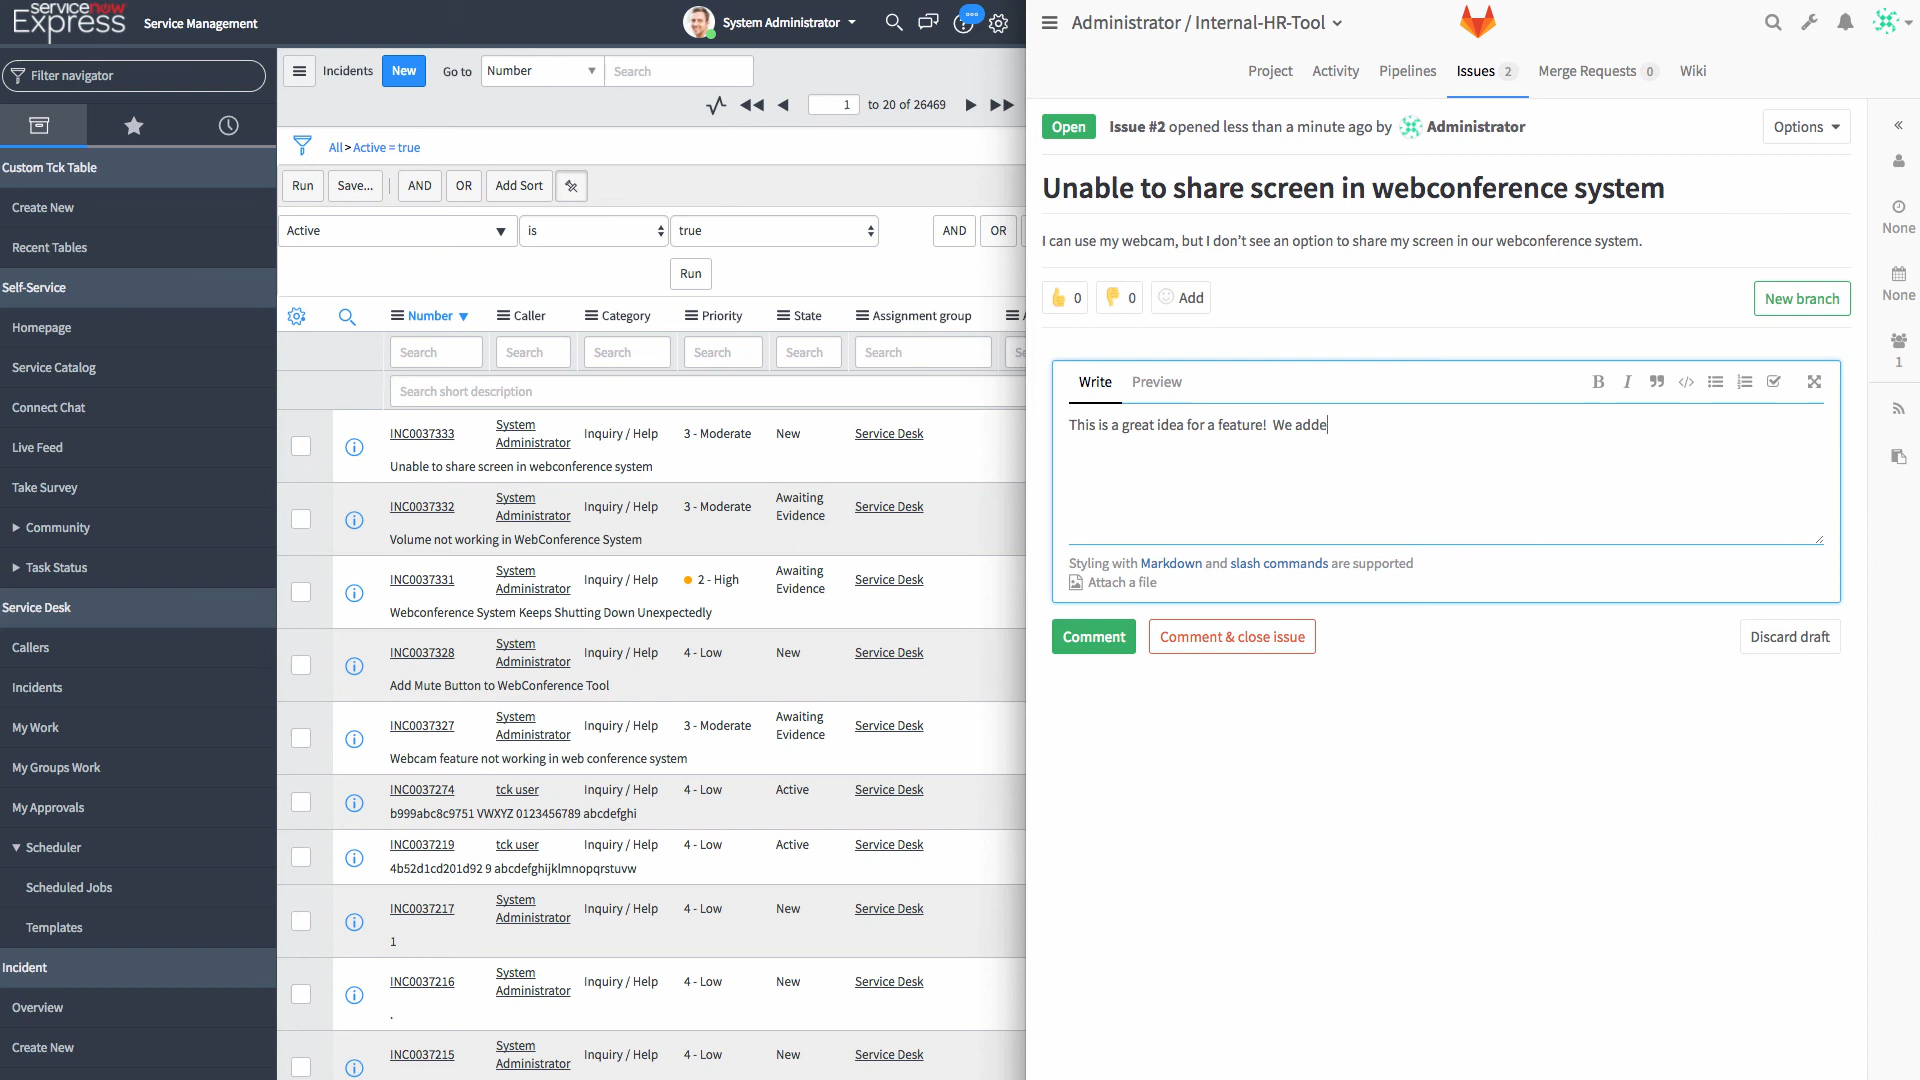 servicenow
Express
Service Management
System Administrator
Filter navigator
Custom Tck Table
Create New
Recent Tables
Self-Service
Homepage
Service Catalog
Connect Chat
Live Feed
Take Survey
Community
Task Status
Service Desk
Callers
Incidents
My Work
My Groups Work
My Approvals
Scheduler
Scheduled Jobs
Templates
Incident
Overview
Create New
Incidents New Go to Number Search
1 to 20 of 26469
All > Active = true
Run Save... AND OR Add Sort
Active is true AND OR
Run
Number Caller Category Priority State Assignment group A
Search Search Search Search Search Search Se
Search short description
INC0037333 System Administrator Inquiry / Help 3 - Moderate New Service Desk
Unable to share screen in webconference system
INC0037332 System Administrator Inquiry / Help 3 - Moderate Awaiting Evidence Service Desk
Volume not working in WebConference System
INC0037331 System Administrator Inquiry / Help 2 - High Awaiting Evidence Service Desk
Webconference System Keeps Shutting Down Unexpectedly
INC0037328 System Administrator Inquiry / Help 4 - Low New Service Desk
Add Mute Button to WebConference Tool
INC0037327 System Administrator Inquiry / Help 3 - Moderate Awaiting Evidence Service Desk
Webcam feature not working in web conference system
INC0037274 tck user Inquiry / Help 4 - Low Active Service Desk
b999abc8c9751 VWXYZ 0123456789 abcdefghi
INC0037219 tck user Inquiry / Help 4 - Low Active Service Desk
4b52d1cd201d92 9 abcdefghijklmnopqrstuvw
INC0037217 System Administrator Inquiry / Help 4 - Low New Service Desk
1
INC0037216 System Administrator Inquiry / Help 4 - Low New Service Desk
.
INC0037215 System Administrator Inquiry / Help 4 - Low New Service Desk
Administrator / Internal-HR-Tool
Project Activity Pipelines Issues 2 Merge Requests 0 Wiki
Open Issue #2 opened less than a minute ago by Administrator Options
Unable to share screen in webconference system
I can use my webcam, but I don’t see an option to share my screen in our webconference system.
0 0 Add New branch
Write Preview
This is a great idea for a feature!  We adde
Styling with Markdown and slash commands are supported
Attach a file
Comment Comment & close issue Discard draft
None
None
1